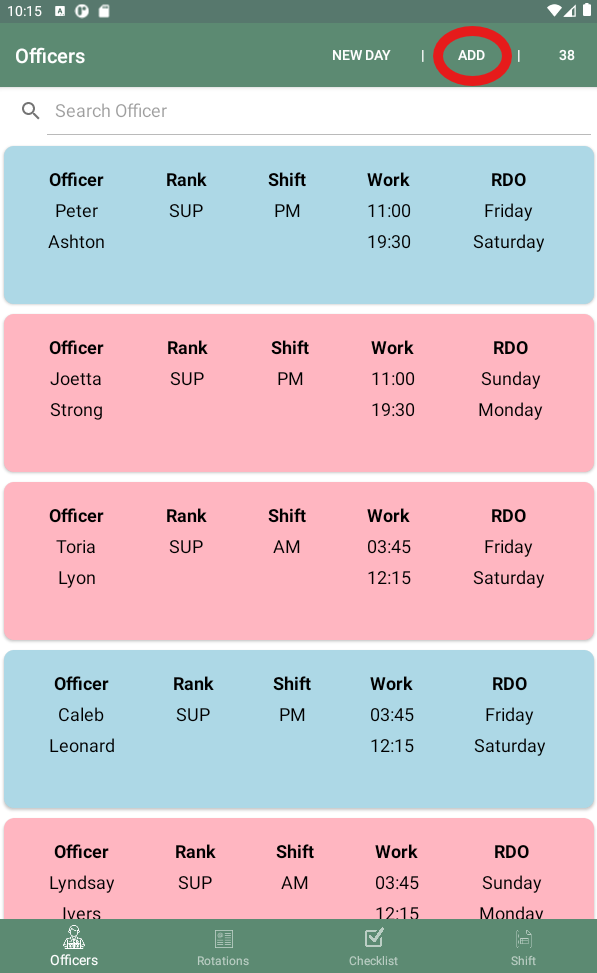 10:15
Officers NEW DAY | ADD | 38
Search Officer
Officer Rank Shift Work RDO
Peter SUP PM 11:00 Friday
Ashton 19:30 Saturday
Officer Rank Shift Work RDO
Joetta SUP PM 11:00 Sunday
Strong 19:30 Monday
Officer Rank Shift Work RDO
Toria SUP AM 03:45 Friday
Lyon 12:15 Saturday
Officer Rank Shift Work RDO
Caleb SUP PM 03:45 Friday
Leonard 12:15 Saturday
Officer Rank Shift Work RDO
Lyndsay SUP AM 03:45 Sunday
Ivers 12:15 Monday
Officers Rotations Checklist Shift